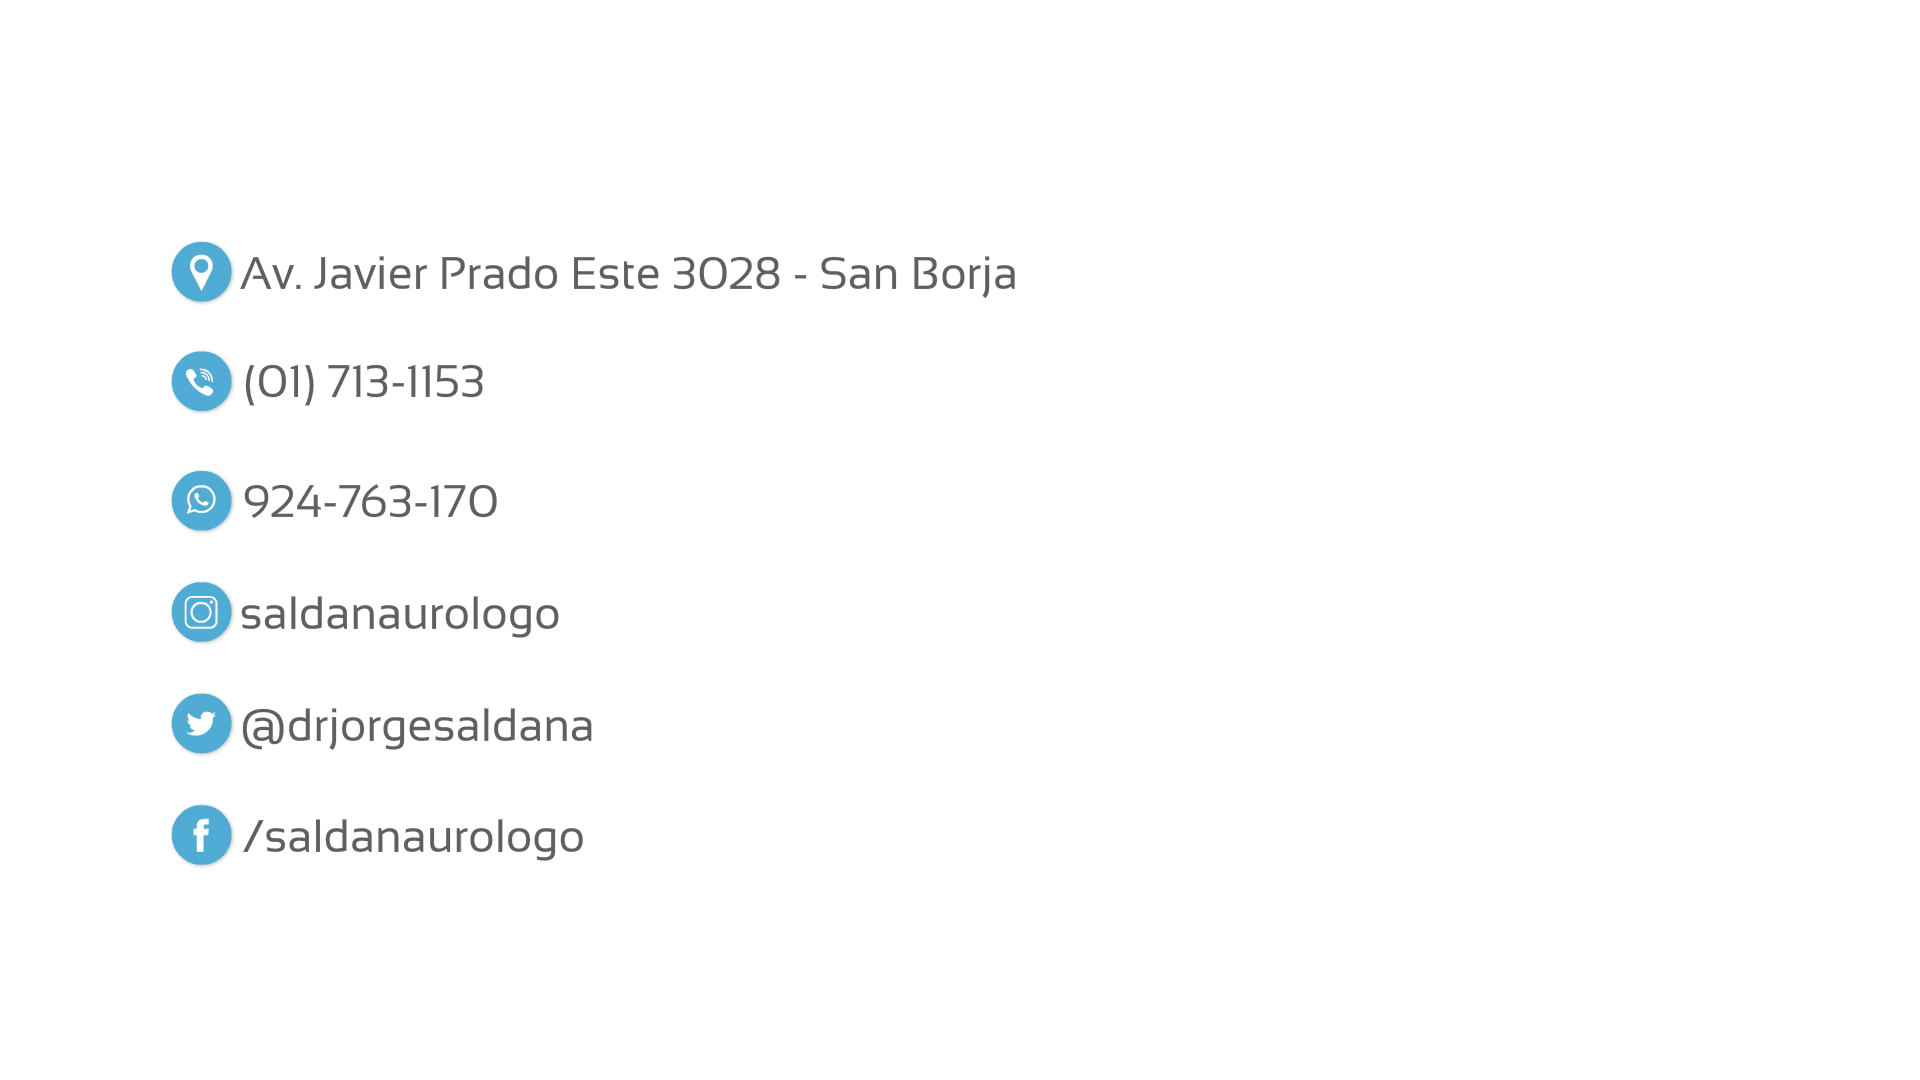 Av. Javier Prado Este 3028 - San Borja
(01) 713-1153
924-763-170
saldanaurologo
@drjorgesaldana
/saldanaurologo